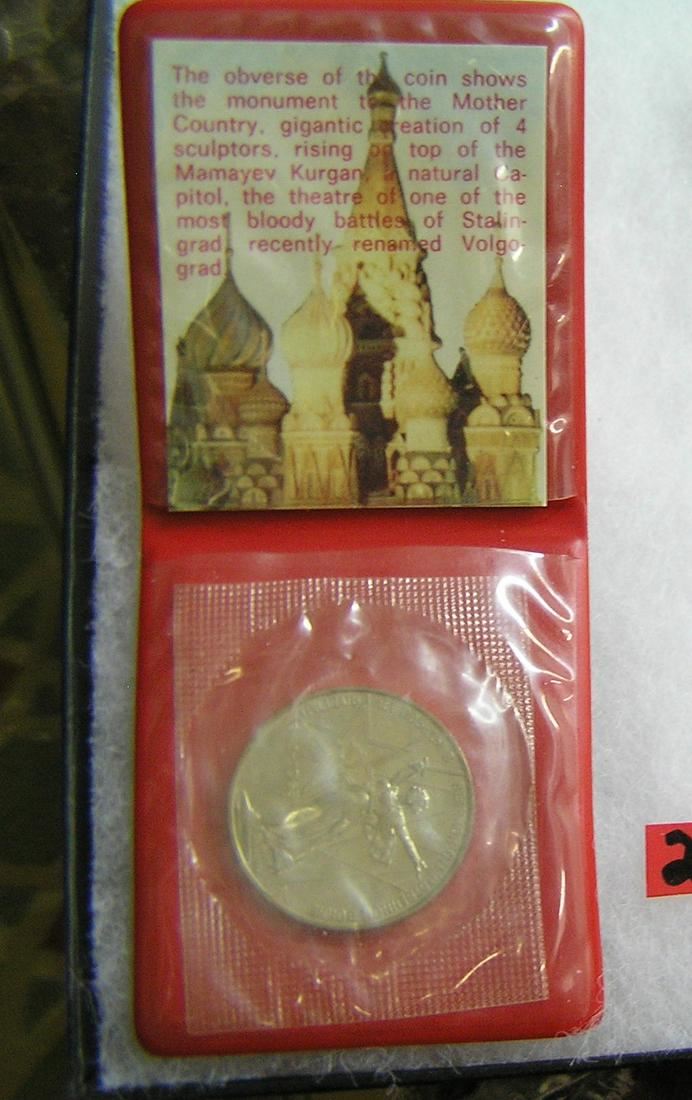 The obverse of the coin shows
the monument to the Mother
Country, gigantic creation of 4
sculptors, rising on top of the
Mamayev Kurgan, a natural Ca-
pitol, the theatre of one of the
most bloody battles of Stalin-
grad, recently renamed Volgo-
grad.
2